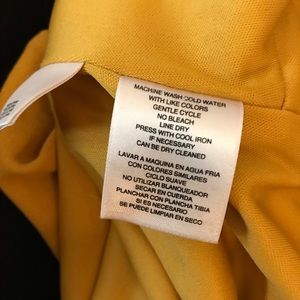 MACHINE WASH COLD WATER
WITH LIKE COLORS
GENTLE CYCLE
NO BLEACH
LINE DRY
PRESS WITH COOL IRON
IF NECESSARY
CAN BE DRY CLEANED
LAVAR A MAQUINA EN AGUA FRIA
CON COLORES SIMILARES
CICLO SUAVE
NO UTILIZAR BLANQUEADOR
SECAR EN CUERDA
PLANCHAR CON PLANCHA TIBIA
SI ES NECESARIO
SE PUEDE LIMPIAR EN SECO